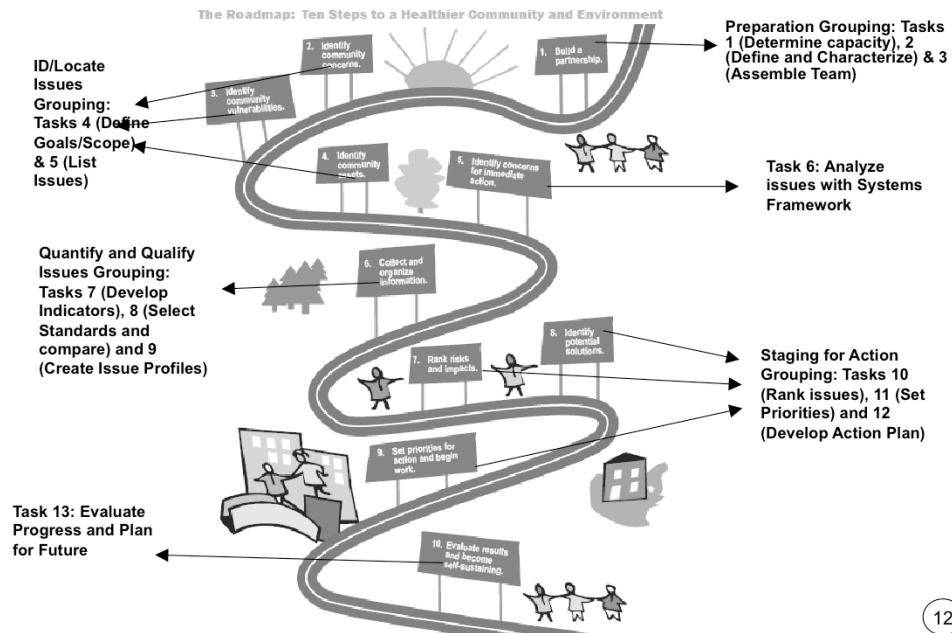 The Roadmap: Ten Steps to a Healthier Community and Environment
Preparation Grouping: Tasks
1 (Determine capacity), 2
(Define and Characterize) & 3
(Assemble Team)
1. Build a
partnership.
2. Identify
community
concerns.
ID/Locate
Issues
Grouping:
Tasks 4 (Define
Goals/Scope)
& 5 (List
Issues)
3. Identify
community
vulnerabilities.
4. Identify
community
assets.
5. Identify concerns
for immediate
action.
Task 6: Analyze
issues with Systems
Framework
Quantify and Qualify
Issues Grouping:
Tasks 7 (Develop
Indicators), 8 (Select
Standards and
compare) and 9
(Create Issue Profiles)
6. Collect and
organize
information.
7. Rank risks
and impacts.
8. Identify
potential
solutions.
Staging for Action
Grouping: Tasks 10
(Rank issues), 11 (Set
Priorities) and 12
(Develop Action Plan)
9. Set priorities for
action and begin
work.
Task 13: Evaluate
Progress and Plan
for Future
10. Evaluate results
and become
self-sustaining.
12